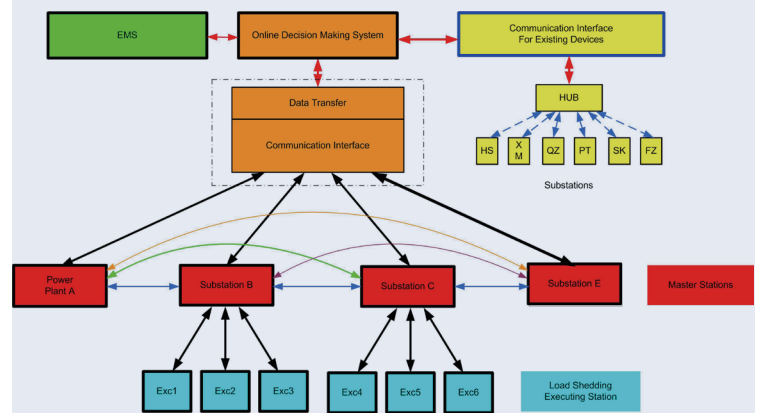 EMS
Online Decision Making System
Communication Interface
For Existing Devices
Data Transfer
Communication Interface
HUB
HS
X
M
QZ
PT
SK
FZ
Substations
Power
Plant A
Substation B
Substation C
Substation E
Master Stations
Exc1
Exc2
Exc3
Exc4
Exc5
Exc6
Load Shedding
Executing Station